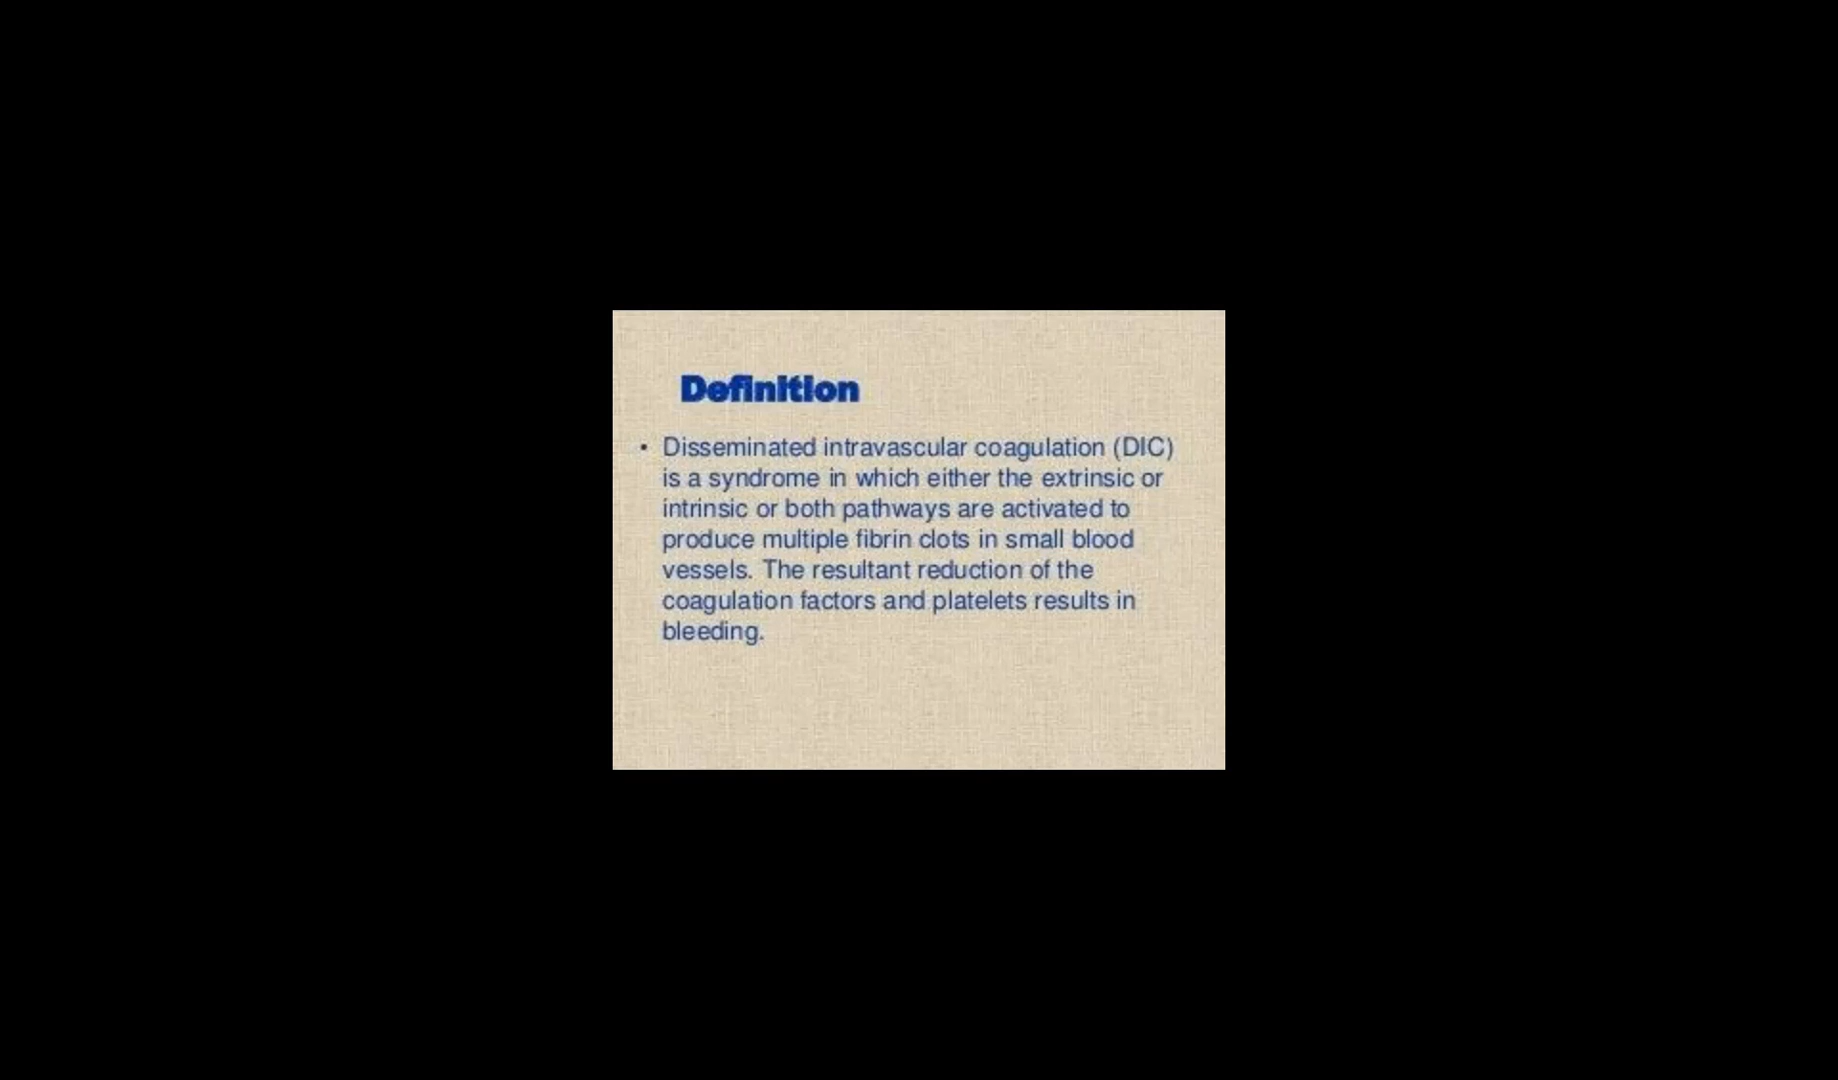 Definition
• Disseminated intravascular coagulation (DIC)
is a syndrome in which either the extrinsic or
intrinsic or both pathways are activated to
produce multiple fibrin clots in small blood
vessels. The resultant reduction of the
coagulation factors and platelets results in
bleeding.